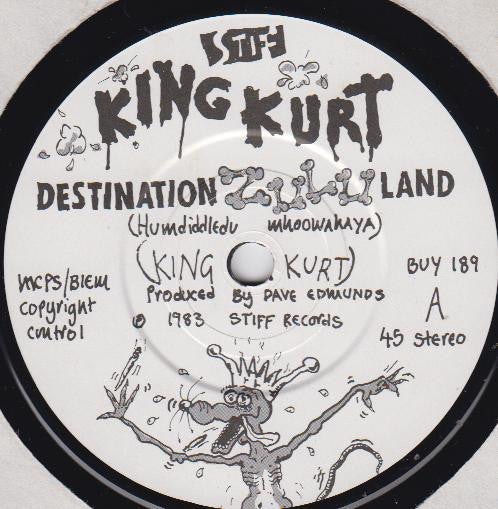 STIFF
KING KURT
DESTINATION ZULU LAND
(Humdiddledu mhoowahaya)
(KING KURT)
Produced By DAVE EDMUNDS
℗ 1983 STIFF RECORDS
MCPS/BIEM
copyright
control
BUY 189
A
45 stereo